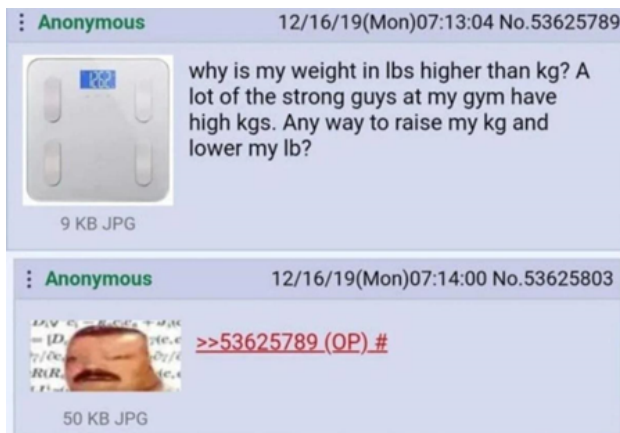 Anonymous 12/16/19(Mon)07:13:04 No.53625789
why is my weight in lbs higher than kg? A
lot of the strong guys at my gym have
high kgs. Any way to raise my kg and
lower my lb?
9 KB JPG
Anonymous 12/16/19(Mon)07:14:00 No.53625803
>>53625789 (OP) #
50 KB JPG